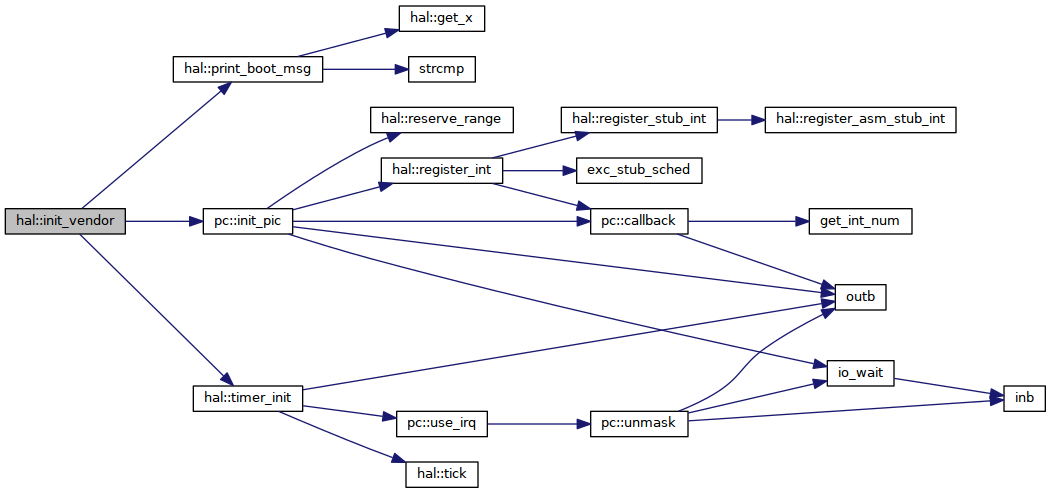 hal::get_x
hal::print_boot_msg
strcmp
hal::reserve_range
hal::register_stub_int
hal::register_asm_stub_int
hal::register_int
exc_stub_sched
hal::init_vendor
pc::init_pic
pc::callback
get_int_num
outb
io_wait
hal::timer_init
inb
pc::use_irq
pc::unmask
hal::tick